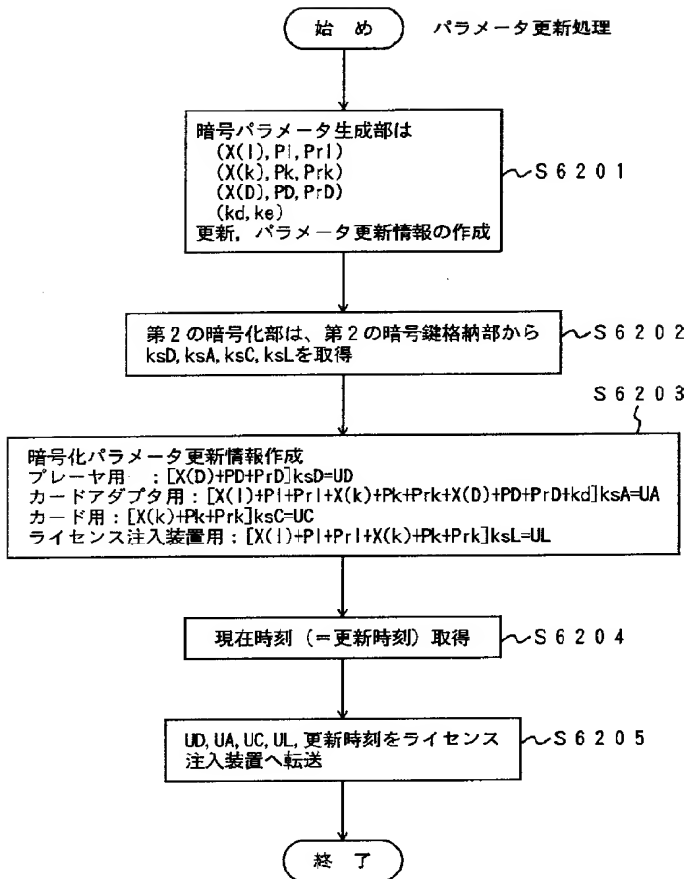 始 め
パラメータ更新処理
暗号パラメータ生成部は
(X(l),Pl,Prl)
(X(k),Pk,Prk)
(X(D),PD,PrD)
(kd,ke)
更新，パラメータ更新情報の作成
S6201
第2の暗号化部は、第2の暗号鍵格納部から
ksD,ksA,ksC,ksLを取得
S6202
S6203
暗号化パラメータ更新情報作成
プレーヤ用　：[X(D)+PD+PrD]ksD=UD
カードアダプタ用：[X(l)+Pl+Prl+X(k)+Pk+Prk+X(D)+PD+PrD+kd]ksA=UA
カード用：[X(k)+Pk+Prk]ksC=UC
ライセンス注入装置用：[X(l)+Pl+Prl+X(k)+Pk+Prk]ksL=UL
現在時刻（＝更新時刻）取得
S6204
UD,UA,UC,UL,更新時刻をライセンス
注入装置へ転送
S6205
終 了